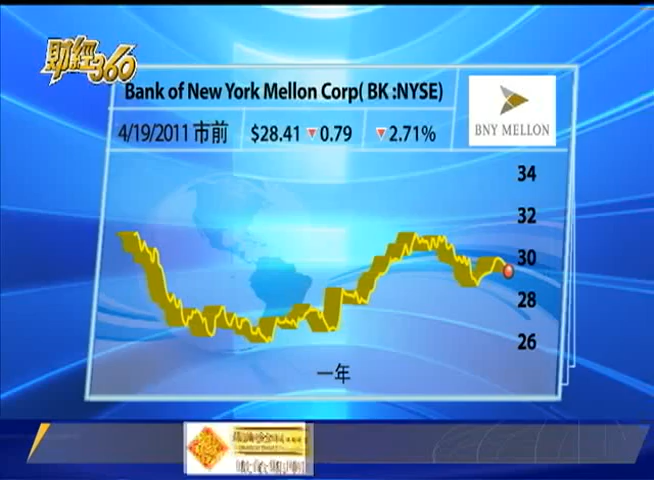 財經360
Bank of New York Mellon Corp( BK :NYSE)
4/19/2011 市前 $28.41 ▼ 0.79 ▼ 2.71%
BNY MELLON
34
32
30
28
26
一年